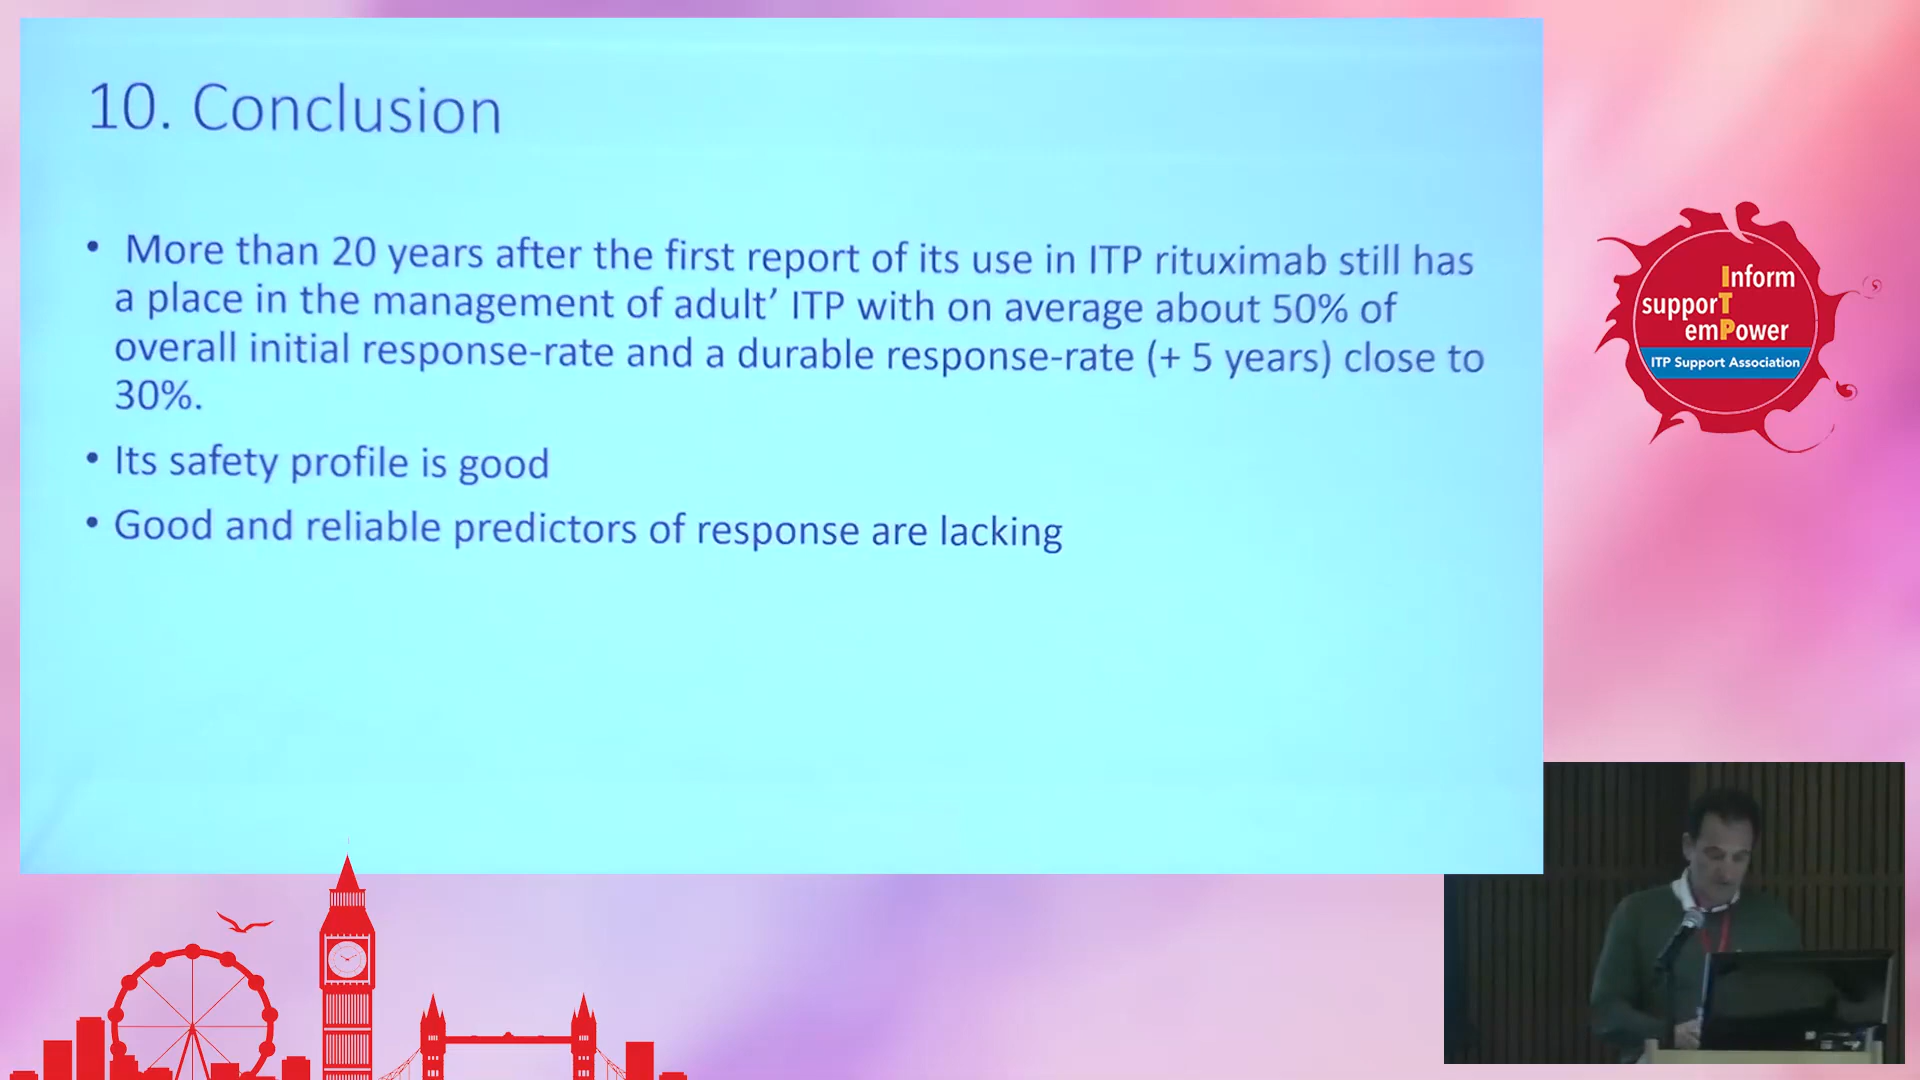 10. Conclusion
• More than 20 years after the first report of its use in ITP rituximab still has
a place in the management of adult’ ITP with on average about 50% of
overall initial response-rate and a durable response-rate (+ 5 years) close to
30%.
• Its safety profile is good
• Good and reliable predictors of response are lacking
Inform
supporT
emPower
ITP Support Association